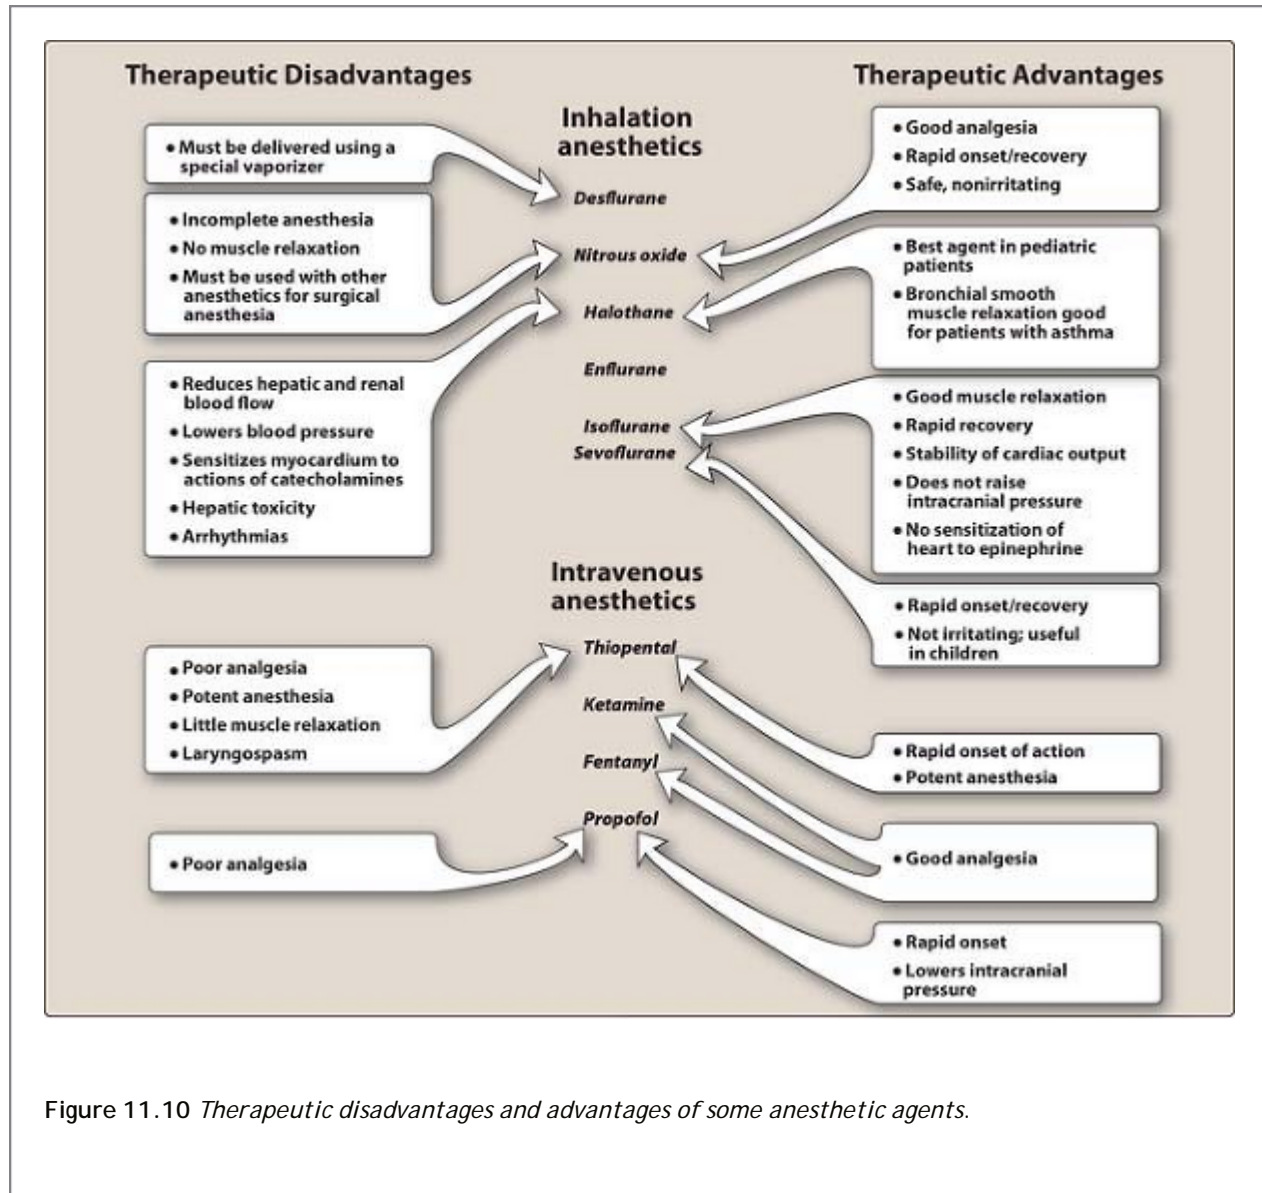 Therapeutic Disadvantages
Therapeutic Advantages
Inhalation
anesthetics
• Must be delivered using a
special vaporizer
• Incomplete anesthesia
• No muscle relaxation
• Must be used with other
anesthetics for surgical
anesthesia
• Reduces hepatic and renal
blood flow
• Lowers blood pressure
• Sensitizes myocardium to
actions of catecholamines
• Hepatic toxicity
• Arrhythmias
Desflurane
Nitrous oxide
Halothane
Enflurane
Isoflurane
Sevoflurane
• Good analgesia
• Rapid onset/recovery
• Safe, nonirritating
• Best agent in pediatric
patients
• Bronchial smooth
muscle relaxation good
for patients with asthma
• Good muscle relaxation
• Rapid recovery
• Stability of cardiac output
• Does not raise
intracranial pressure
• No sensitization of
heart to epinephrine
• Rapid onset/recovery
• Not irritating; useful
in children
Intravenous
anesthetics
• Poor analgesia
• Potent anesthesia
• Little muscle relaxation
• Laryngospasm
• Poor analgesia
Thiopental
Ketamine
Fentanyl
Propofol
• Rapid onset of action
• Potent anesthesia
• Good analgesia
• Rapid onset
• Lowers intracranial
pressure
Figure 11.10 Therapeutic disadvantages and advantages of some anesthetic agents.